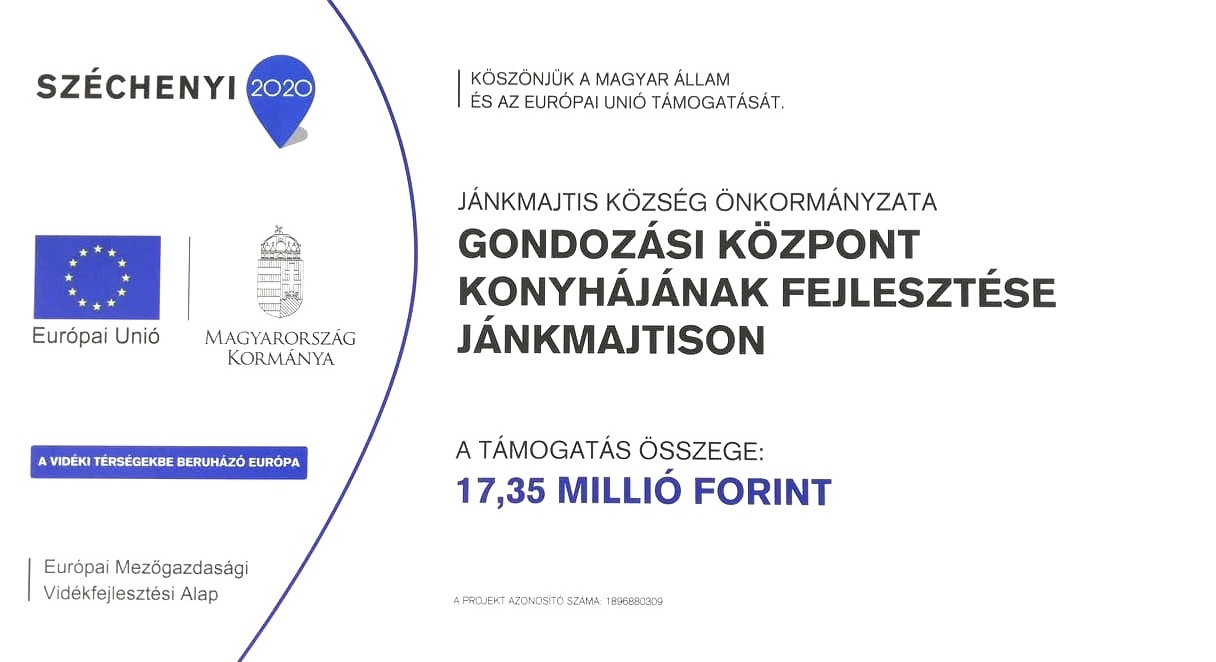 SZÉCHENYI 2020
Európai Unió
MAGYARORSZÁG
KORMÁNYA
A VIDÉKI TÉRSÉGEKBE BERUHÁZÓ EURÓPA
Európai Mezőgazdasági
Vidékfejlesztési Alap
KÖSZÖNJÜK A MAGYAR ÁLLAM
ÉS AZ EURÓPAI UNIÓ TÁMOGATÁSÁT.
JÁNKMAJTIS KÖZSÉG ÖNKORMÁNYZATA
GONDOZÁSI KÖZPONT
KONYHÁJÁNAK FEJLESZTÉSE
JÁNKMAJTISON
A TÁMOGATÁS ÖSSZEGE:
17,35 MILLIÓ FORINT
A PROJEKT AZONOSÍTÓ SZÁMA: 1896880309